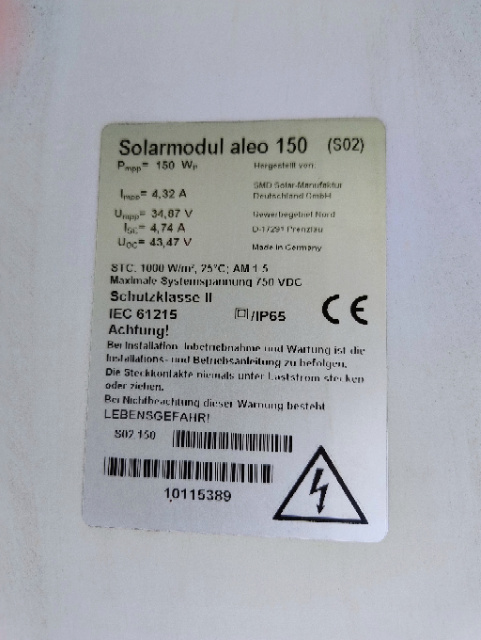 Solarmodul aleo 150 (S02)
Pmpp= 150 Wp
Hergestellt von:
Impp= 4,32 A
SMD Solar-Manufaktur
Deutschland GmbH
Umpp= 34,87 V
Gewerbegebiet Nord
ISC= 4,74 A
D-17291 Prenzlau
UOC= 43,47 V
Made in Germany
STC: 1000 W/m², 25°C; AM 1.5
Maximale Systemspannung 750 VDC
Schutzklasse II
IEC 61215
/IP65
CE
Achtung!
Bei Installation, Inbetriebnahme und Wartung ist die
Installations- und Betriebsanleitung zu befolgen.
Die Steckkontakte niemals unter Laststrom stecken
oder ziehen.
Bei Nichtbeachtung dieser Warnung besteht
LEBENSGEFAHR!
S02.150
10115389